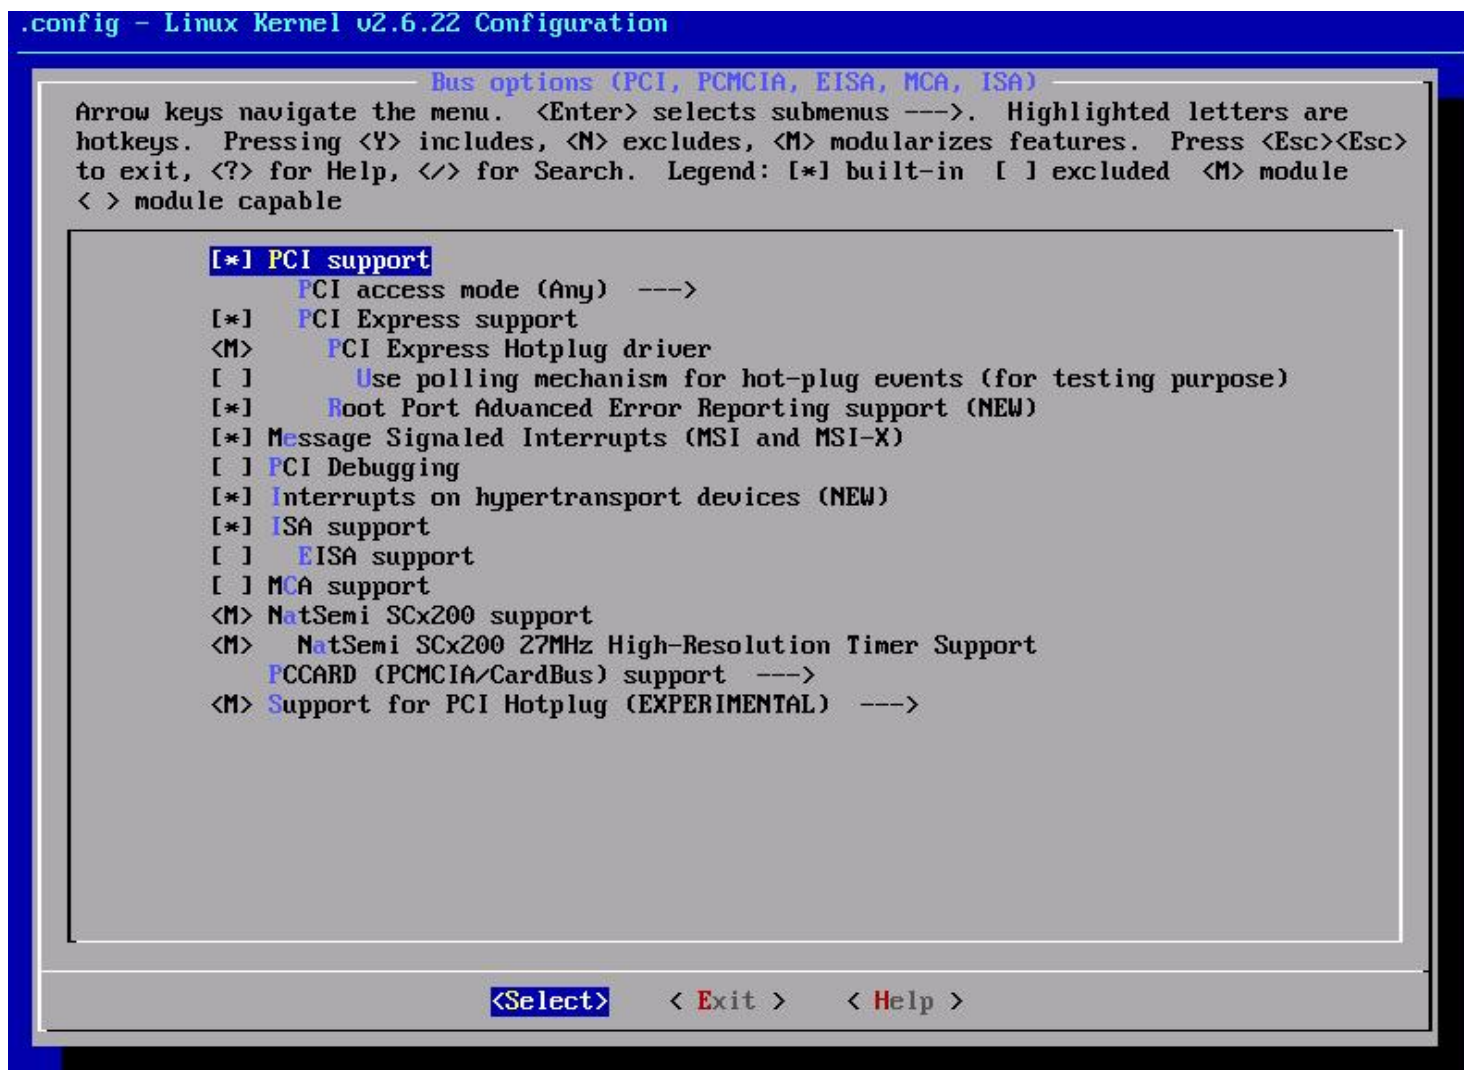 .config - Linux Kernel v2.6.22 Configuration
Bus options (PCI, PCMCIA, EISA, MCA, ISA)
Arrow keys navigate the menu.  <Enter> selects submenus --->.  Highlighted letters are
hotkeys.  Pressing <Y> includes, <N> excludes, <M> modularizes features.  Press <Esc><Esc>
to exit, <?> for Help, </> for Search.  Legend: [*] built-in  [ ] excluded  <M> module
< > module capable
[*] PCI support
PCI access mode (Any)  --->
[*]   PCI Express support
<M>     PCI Express Hotplug driver
[ ]       Use polling mechanism for hot-plug events (for testing purpose)
[*]     Root Port Advanced Error Reporting support (NEW)
[*] Message Signaled Interrupts (MSI and MSI-X)
[ ] PCI Debugging
[*] Interrupts on hypertransport devices (NEW)
[*] ISA support
[ ]   EISA support
[ ] MCA support
<M> NatSemi SCx200 support
<M>   NatSemi SCx200 27MHz High-Resolution Timer Support
PCCARD (PCMCIA/CardBus) support  --->
<M> Support for PCI Hotplug (EXPERIMENTAL)  --->
<Select>    < Exit >    < Help >